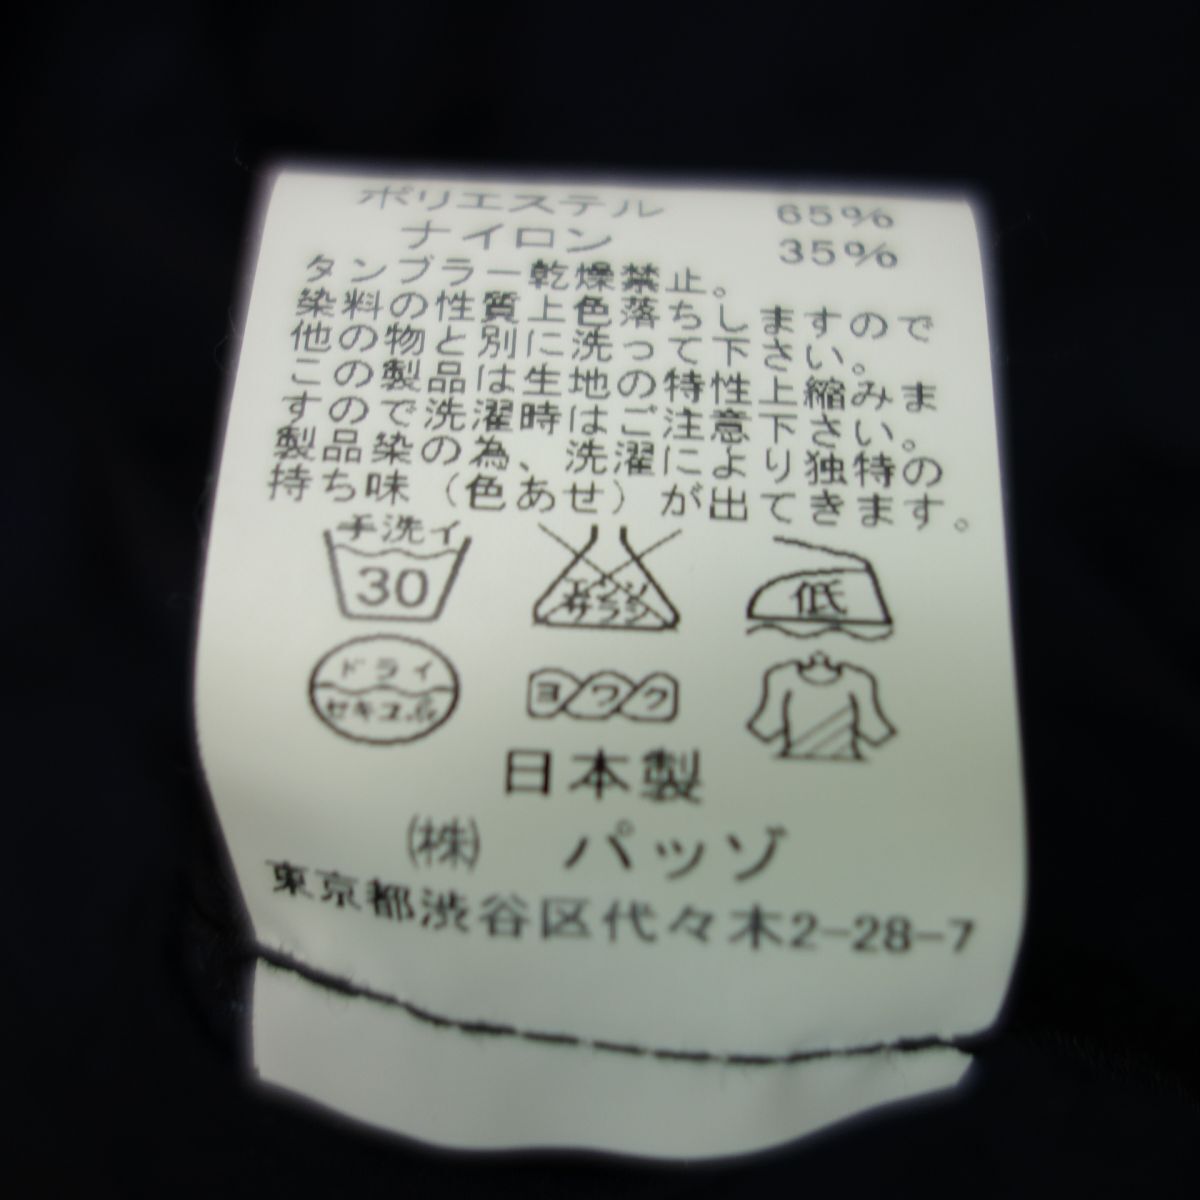 ポリエステル 65%
ナイロン 35%
タンブラー乾燥禁止。
染料の性質上色落ちしますので
他の物と別に洗って下さい。
この製品は生地の特性上縮みま
すので洗濯時はご注意下さい。
製品染の為、洗濯により独特の
持ち味（色あせ）が出てきます。
手洗イ
30
エンソ
サラシ
低
ドライ
セキユ系
ヨワク
日本製
㈱ パッゾ
東京都渋谷区代々木2-28-7